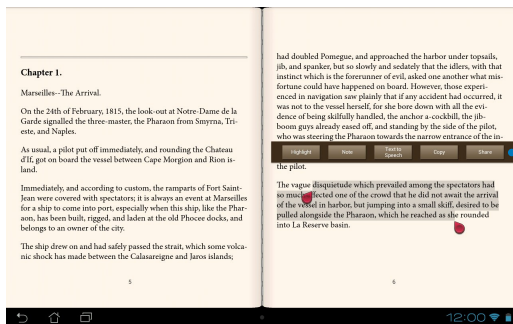 Chapter 1.
Marseilles--The Arrival.
On the 24th of February, 1815, the look-out at Notre-Dame de la
Garde signalled the three-master, the Pharaon from Smyrna, Tri-
este, and Naples.
As usual, a pilot put off immediately, and rounding the Chateau
d'If, got on board the vessel between Cape Morgion and Rion is-
land.
Immediately, and according to custom, the ramparts of Fort Saint-
Jean were covered with spectators; it is always an event at Marseilles
for a ship to come into port, especially when this ship, like the Phar-
aon, has been built, rigged, and laden at the old Phocee docks, and
belongs to an owner of the city.
The ship drew on and had safely passed the strait, which some volca-
nic shock has made between the Calasareigne and Jaros islands;
5
had doubled Pomegue, and approached the harbor under topsails,
jib, and spanker, but so slowly and sedately that the idlers, with that
instinct which is the forerunner of evil, asked one another what mis-
fortune could have happened on board. However, those experi-
enced in navigation saw plainly that if any accident had occurred, it
was not to the vessel herself, for she bore down with all the evi-
dence of being skilfully handled, the anchor a-cockbill, the jib-
boom guys already eased off, and standing by the side of the pilot,
who was steering the Pharaon towards the narrow entrance of the in-
Highlight
Note
Text to
Speech
Copy
Share
the pilot.
The vague disquietude which prevailed among the spectators had
so much affected one of the crowd that he did not await the arrival
of the vessel in harbor, but jumping into a small skiff, desired to be
pulled alongside the Pharaon, which he reached as she rounded
into La Reserve basin.
6
12:00